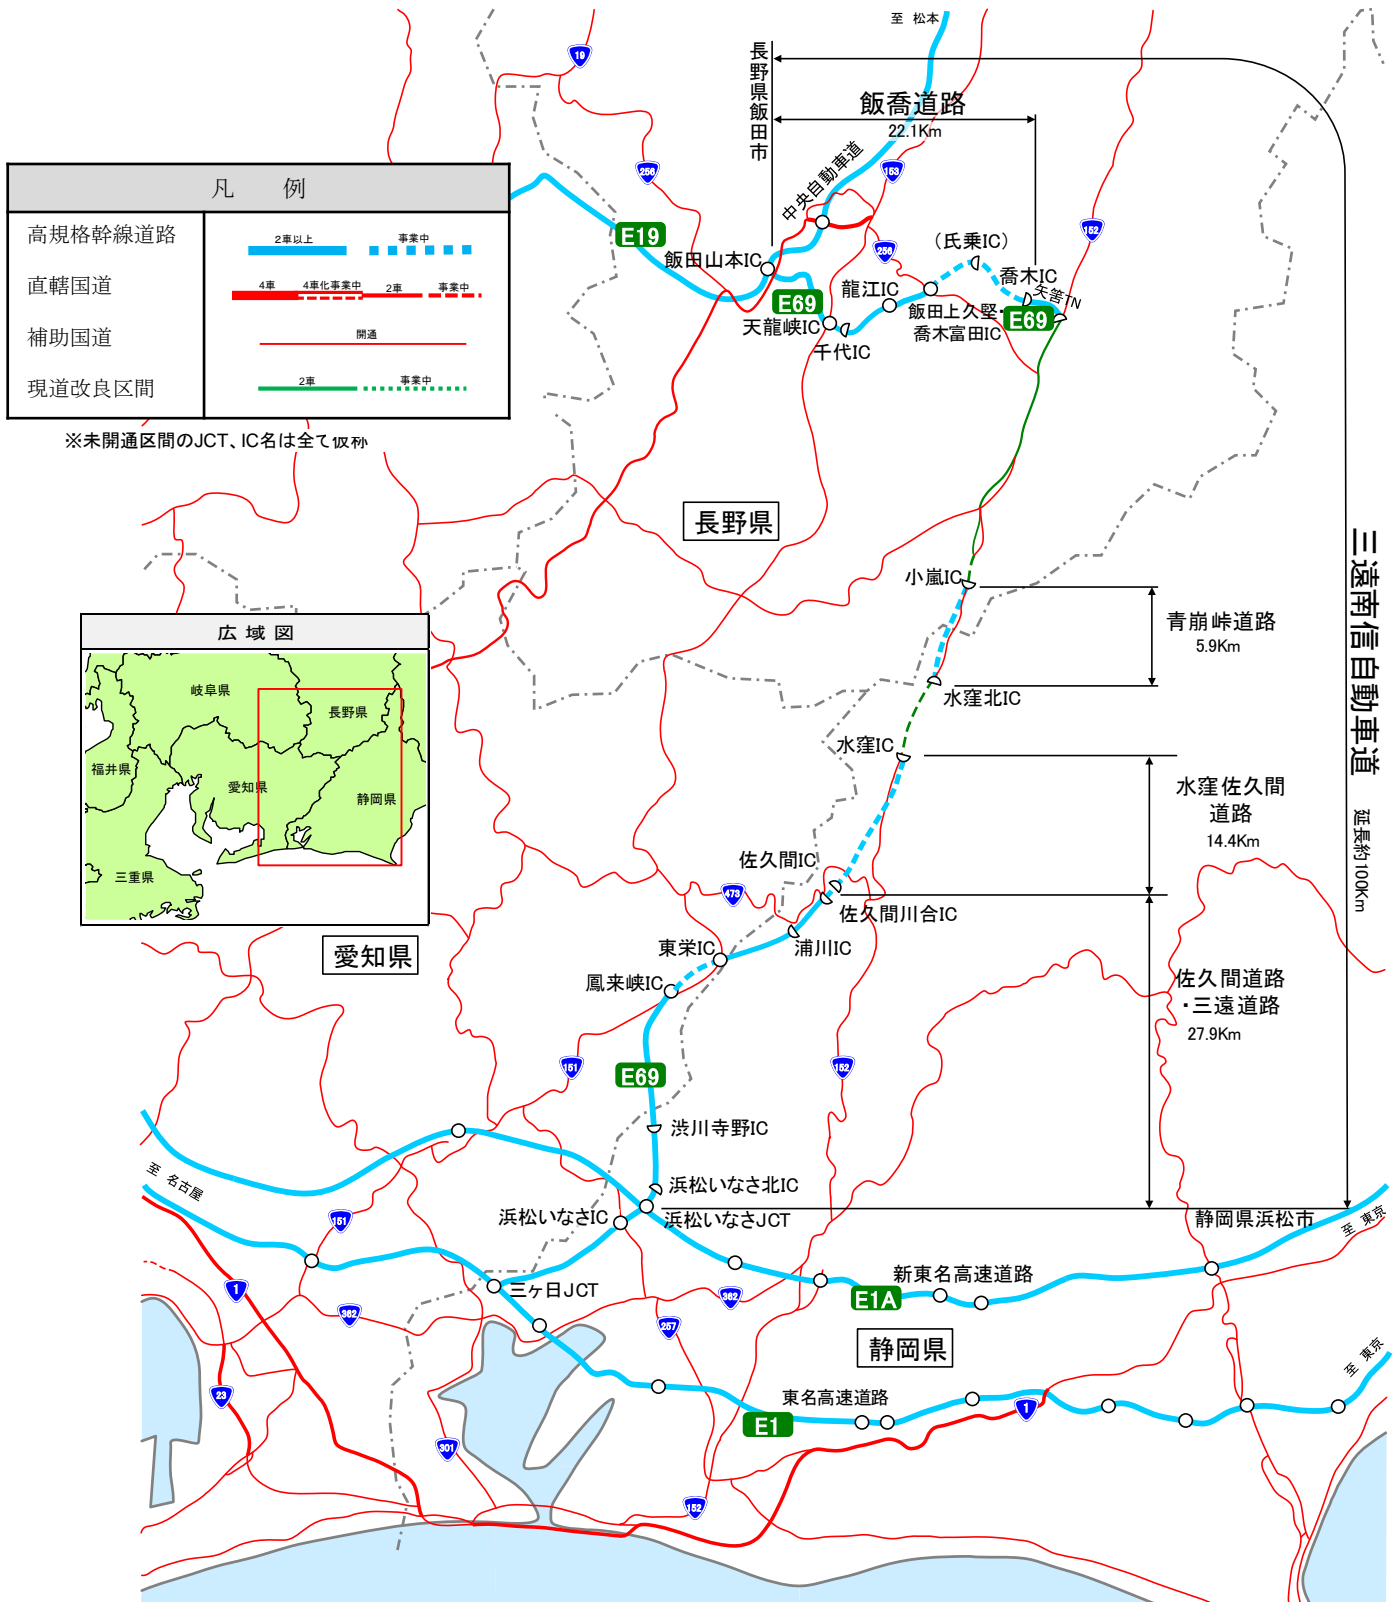 至 松本
長野県飯田市
飯喬道路
22.1Km
19
256
153
中央自動車道
152
凡 例
高規格幹線道路
2車以上
事業中
直轄国道
4車
4車化事業中
2車
事業中
補助国道
開通
現道改良区間
2車
事業中
※未開通区間のJCT、IC名は全て仮称
E19
飯田山本IC
256
(氏乗IC)
喬木IC
矢筈TN
龍江IC
E69
天龍峡IC
千代IC
飯田上久堅・
喬木富田IC
E69
長野県
三遠南信自動車道
延長約100Km
小嵐IC
青崩峠道路
5.9Km
水窪北IC
水窪IC
水窪佐久間
道路
14.4Km
広域図
岐阜県
長野県
福井県
愛知県
静岡県
三重県
佐久間IC
473
佐久間川合IC
浦川IC
愛知県
東栄IC
鳳来峡IC
佐久間道路
・三遠道路
27.9Km
151
E69
152
渋川寺野IC
浜松いなさ北IC
至 名古屋
151
浜松いなさIC
浜松いなさJCT
静岡県浜松市
至 東京
新東名高速道路
E1A
1
362
三ヶ日JCT
362
257
静岡県
至 東京
23
東名高速道路
E1
1
301
152